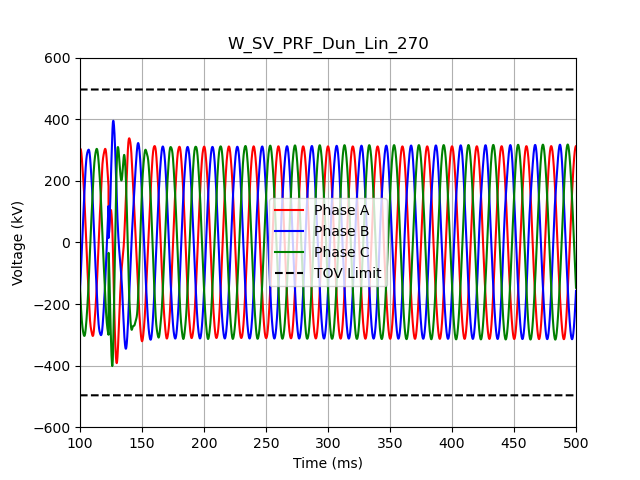 W_SV_PRF_Dun_Lin_270
600
400
200
0
−200
−400
−600
Voltage (kV)
Phase A
Phase B
Phase C
TOV Limit
100 150 200 250 300 350 400 450 500
Time (ms)